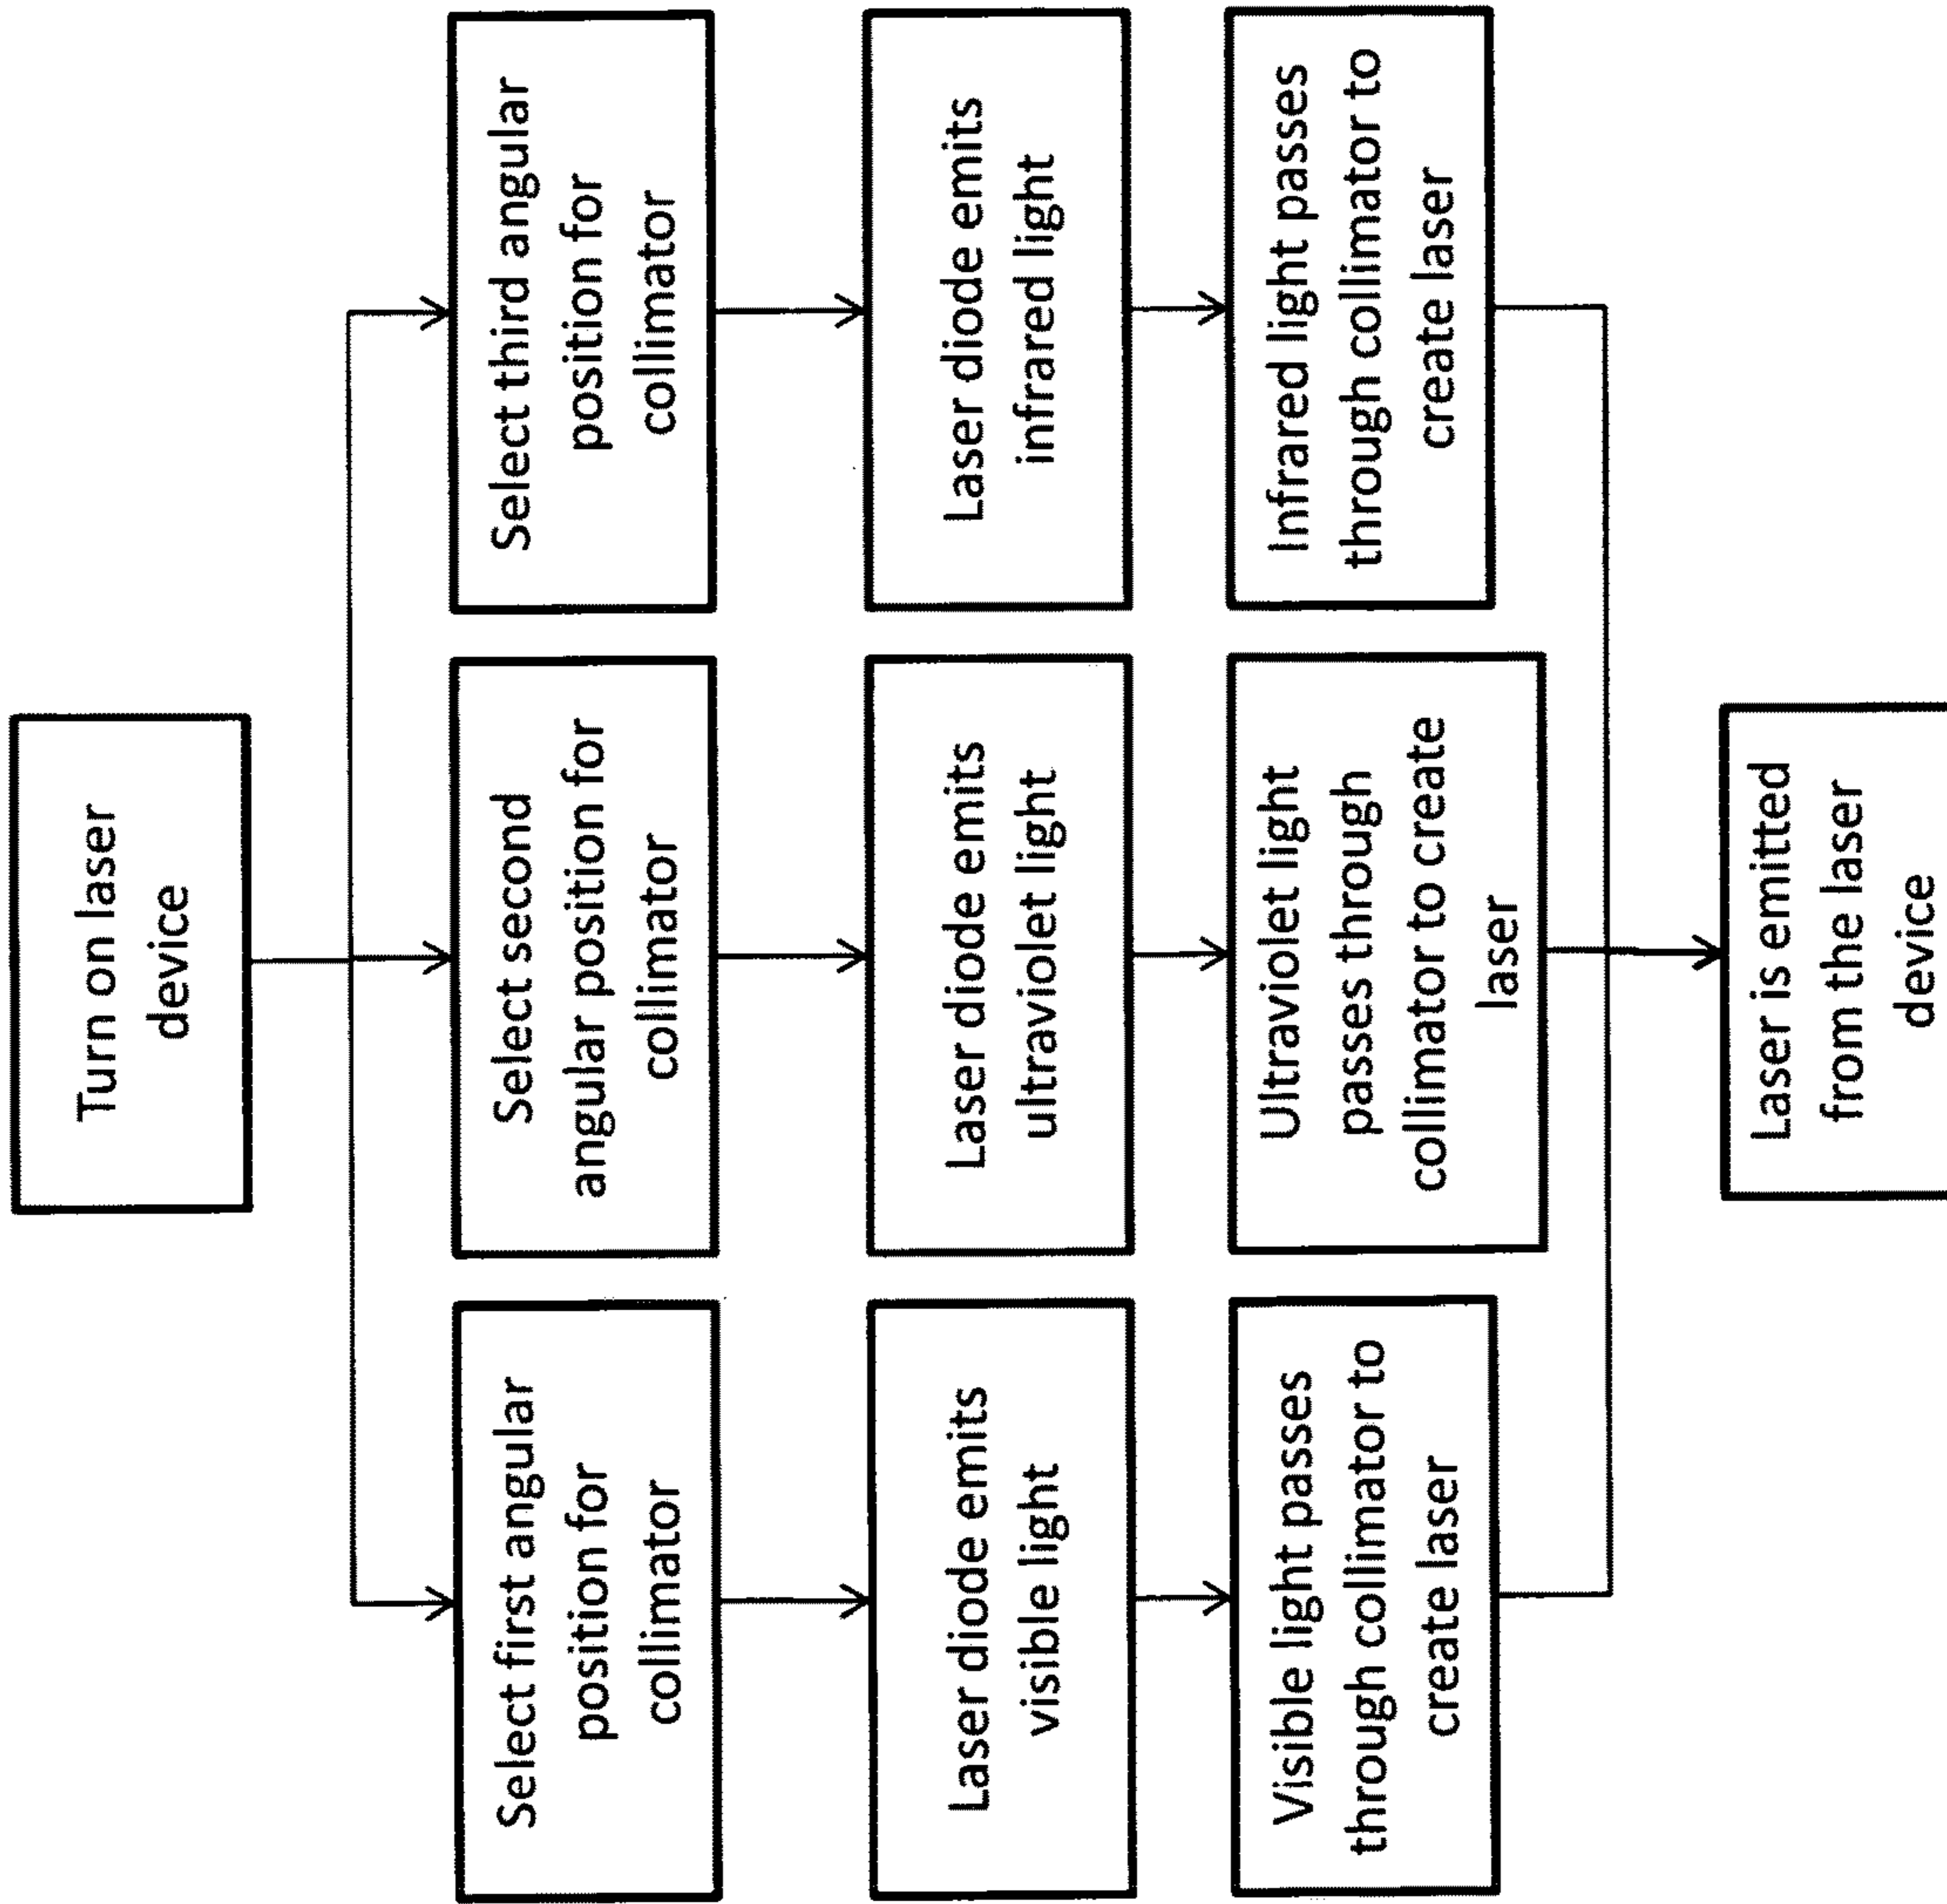 Turn on laser
device
Select first angular
position for
collimator
Laser diode emits
visible light
Visible light passes
through collimator to
create laser
Select second
angular position for
collimator
Laser diode emits
ultraviolet light
Ultraviolet light
passes through
collimator to create
laser
Select third angular
position for
collimator
Laser diode emits
infrared light
Infrared light passes
through collimator to
create laser
Laser is emitted
from the laser
device